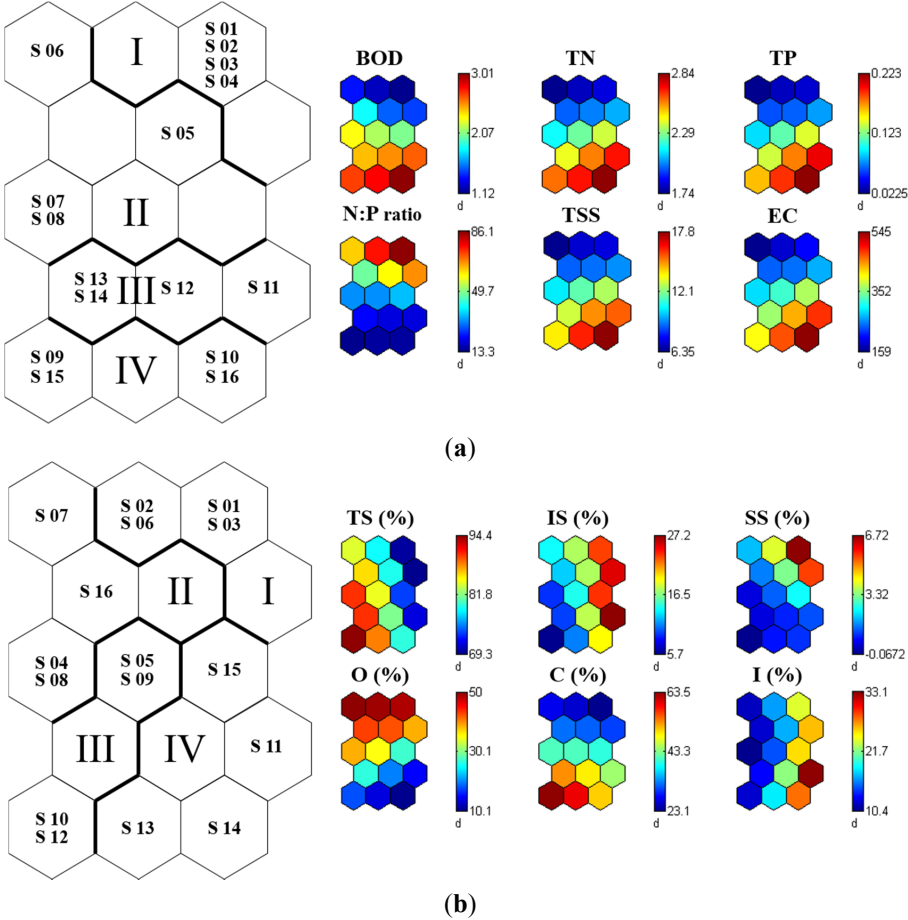 S 06
I
S 01
S 02
S 03
S 04
S 05
S 07
S 08
II
S 13
S 14
III
S 12
S 11
S 09
S 15
IV
S 10
S 16
BOD
3.01
2.07
1.12
d
TN
2.84
2.29
1.74
d
TP
0.223
0.123
0.0225
d
N:P ratio
86.1
49.7
13.3
d
TSS
17.8
12.1
6.35
d
EC
545
352
159
d
(a)
S 07
S 02
S 06
S 01
S 03
S 16
II
I
S 04
S 08
S 05
S 09
S 15
III
IV
S 11
S 10
S 12
S 13
S 14
TS (%)
94.4
81.8
69.3
d
IS (%)
27.2
16.5
5.7
d
SS (%)
6.72
3.32
-0.0672
d
O (%)
50
30.1
10.1
d
C (%)
63.5
43.3
23.1
d
I (%)
33.1
21.7
10.4
d
(b)